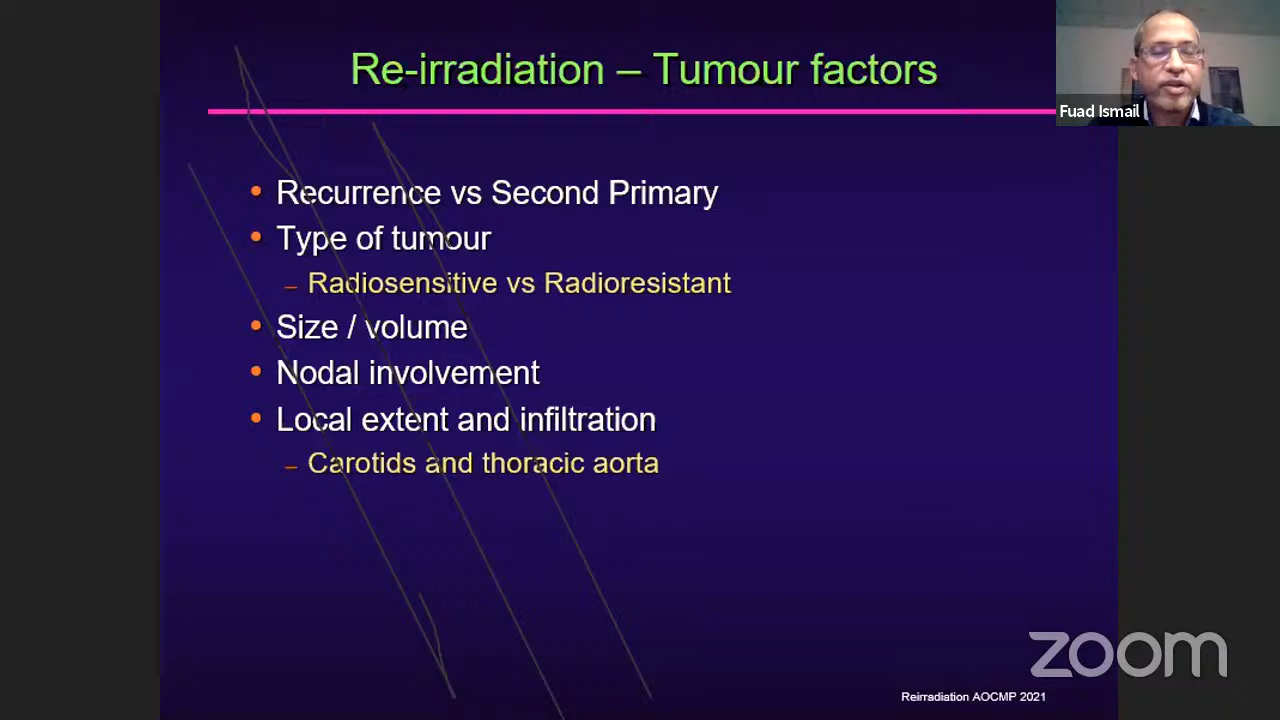 Re-irradiation – Tumour factors
Fuad Ismail
• Recurrence vs Second Primary
• Type of tumour
– Radiosensitive vs Radioresistant
• Size / volume
• Nodal involvement
• Local extent and infiltration
– Carotids and thoracic aorta
zoom
Reirradiation AOCMP 2021